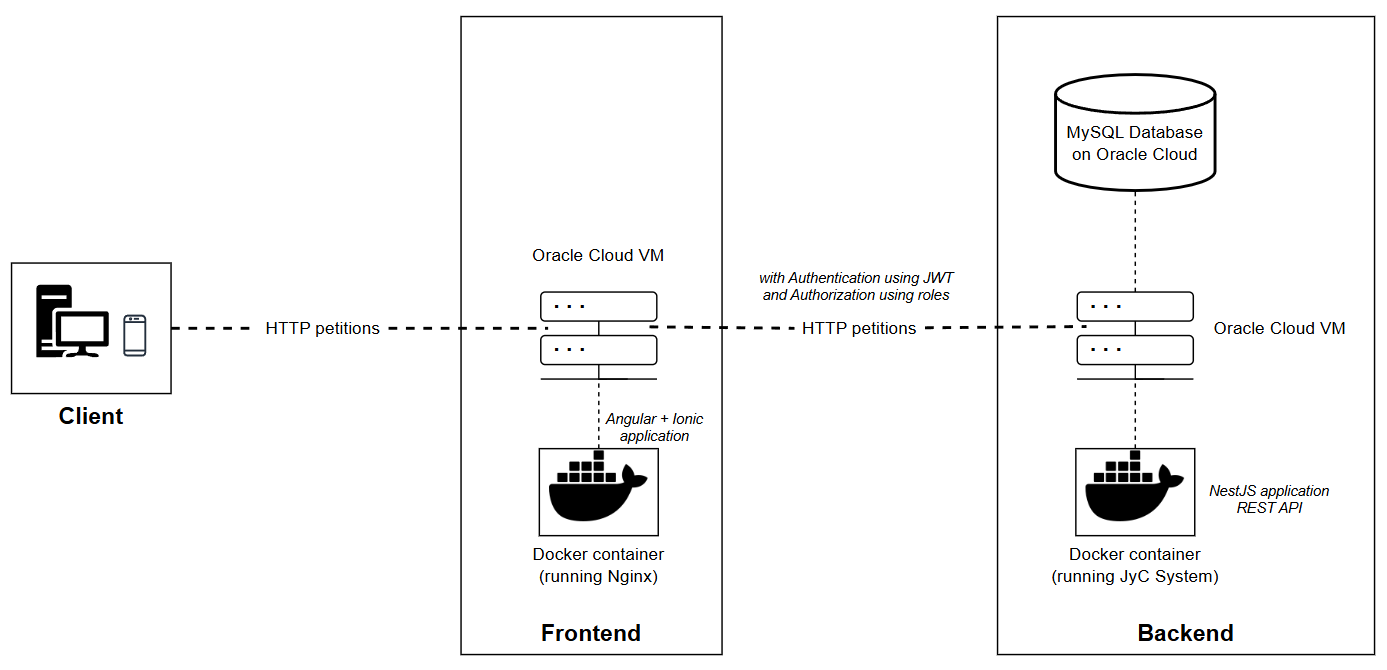 Client
HTTP petitions
Oracle Cloud VM
Angular + Ionic
application
Docker container
(running Nginx)
Frontend
with Authentication using JWT
and Authorization using roles
HTTP petitions
MySQL Database
on Oracle Cloud
Oracle Cloud VM
NestJS application
REST API
Docker container
(running JyC System)
Backend